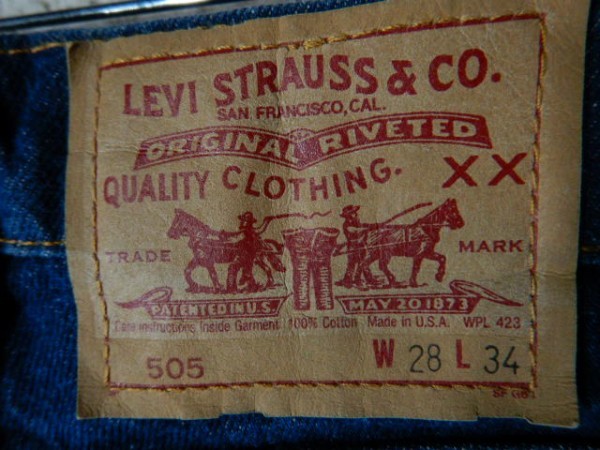 LEVI STRAUSS & CO.
SAN FRANCISCO, CAL.
ORIGINAL RIVETED
QUALITY CLOTHING. XX
TRADE MARK
PATENTED IN U.S. MAY 20 1873
Care Instructions Inside Garment 100% Cotton Made in U.S.A. WPL 423
505 W 28 L 34